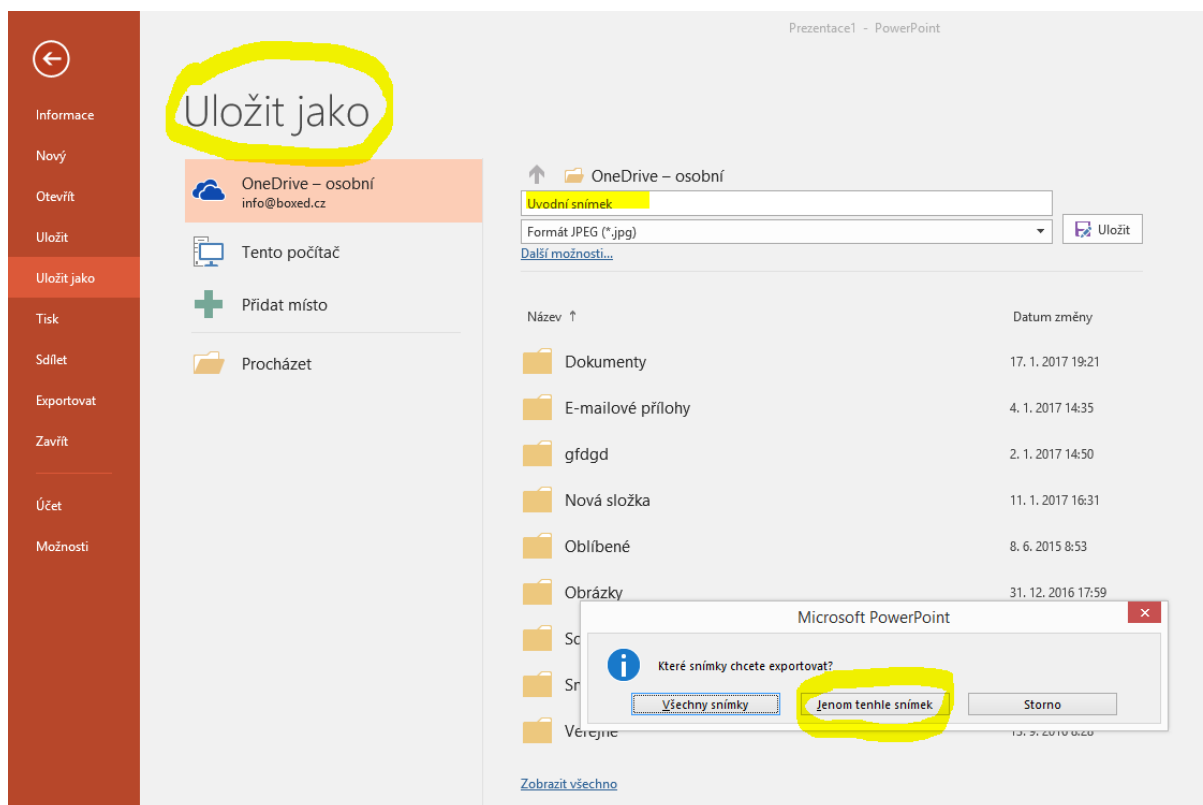 Prezentace1 - PowerPoint
Informace
Nový
Otevřít
Uložit
Uložit jako
Tisk
Sdílet
Exportovat
Zavřít
Účet
Možnosti
Uložit jako
OneDrive – osobní
info@boxed.cz
Tento počítač
Přidat místo
Procházet
OneDrive – osobní
Uvodní snímek
Formát JPEG (*.jpg)
Uložit
Další možnosti...
Název ↑ Datum změny
Dokumenty 17. 1. 2017 19:21
E-mailové přílohy 4. 1. 2017 14:35
gfdgd 2. 1. 2017 14:50
Nová složka 11. 1. 2017 16:31
Oblíbené 8. 6. 2015 8:53
Obrázky 31. 12. 2016 17:59
Microsoft PowerPoint
Které snímky chcete exportovat?
Všechny snímky Jenom tenhle snímek Storno
Veřejné
Zobrazit všechno